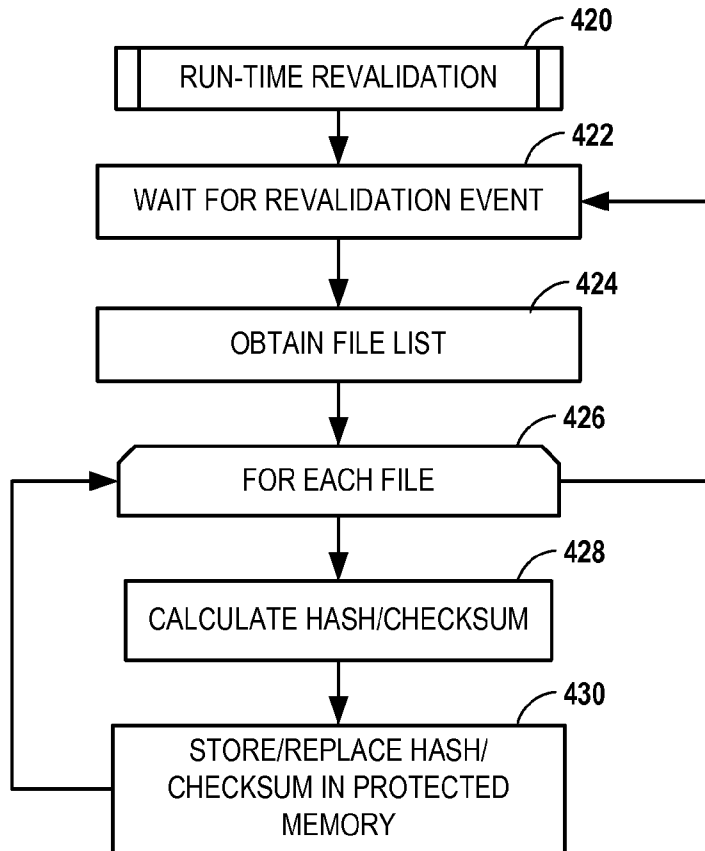 420
RUN-TIME REVALIDATION
422
WAIT FOR REVALIDATION EVENT
424
OBTAIN FILE LIST
426
FOR EACH FILE
428
CALCULATE HASH/CHECKSUM
430
STORE/REPLACE HASH/
CHECKSUM IN PROTECTED
MEMORY